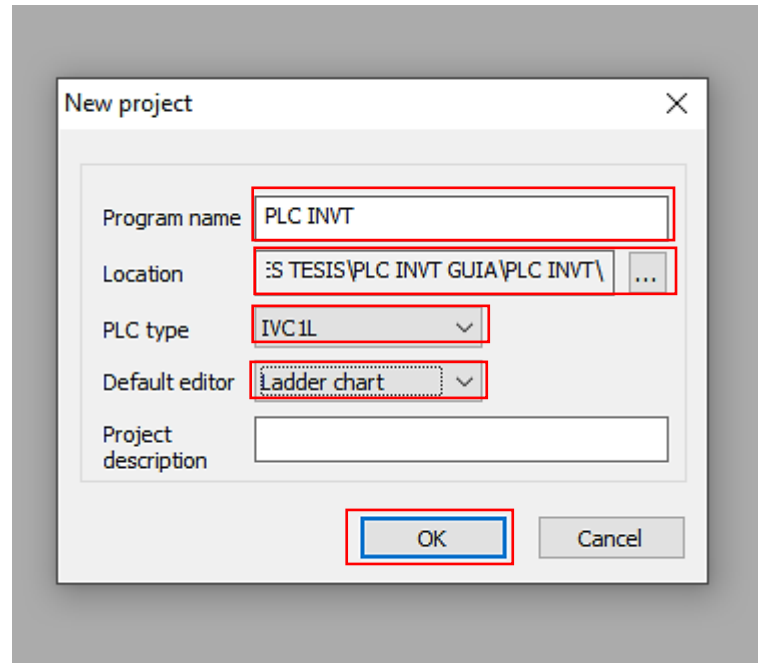 New project
Program name PLC INVT
Location ES TESIS\PLC INVT GUIA\PLC INVT\ ...
PLC type IVC1L
Default editor Ladder chart
Project
description
OK Cancel